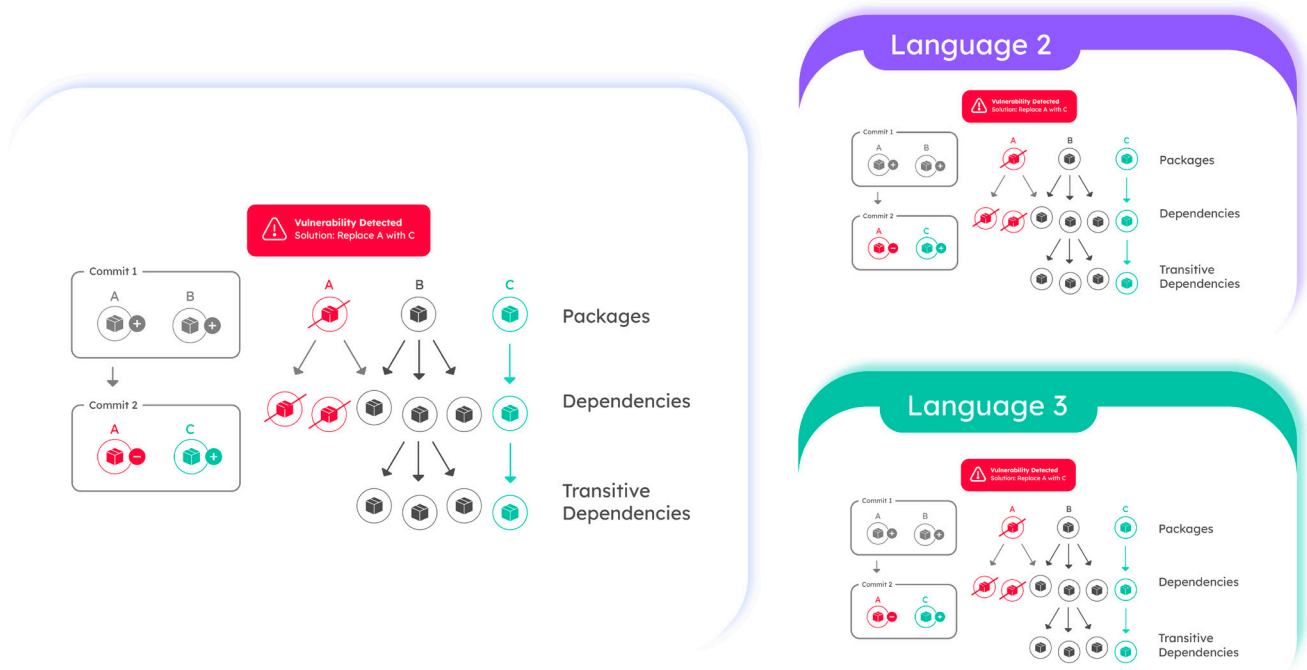 Vulnerability Detected
Solution: Replace A with C
Commit 1
A B
Commit 2
A C
A B C
Packages
Dependencies
Transitive
Dependencies
Language 2
Vulnerability Detected
Solution: Replace A with C
Commit 1
A B
Commit 2
A C
A B C
Packages
Dependencies
Transitive
Dependencies
Language 3
Vulnerability Detected
Solution: Replace A with C
Commit 1
A B
Commit 2
A C
A B C
Packages
Dependencies
Transitive
Dependencies